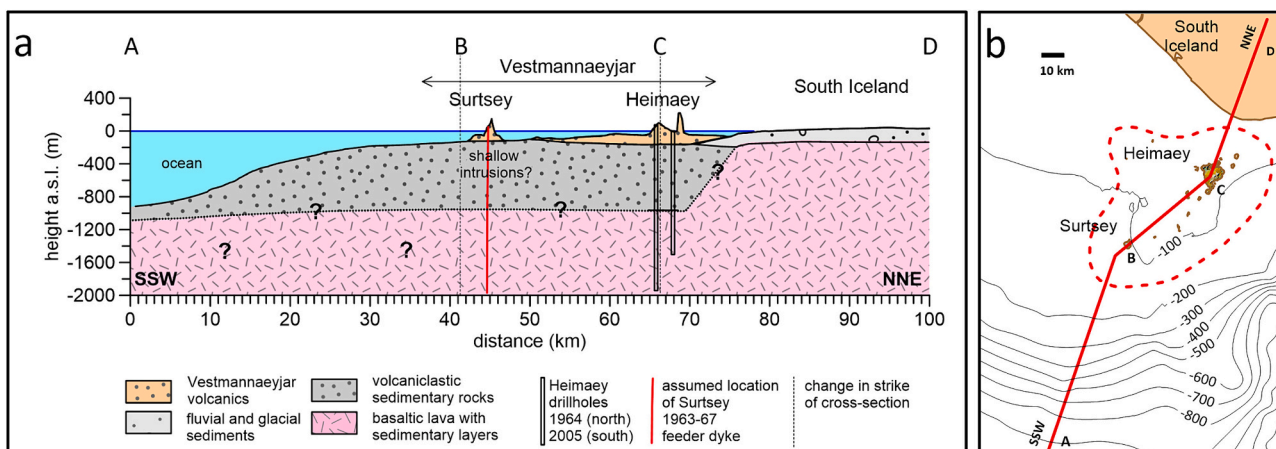 a
A
B
C
D
Vestmannaeyjar
Surtsey
Heimaey
South Iceland
400
0
-400
-800
-1200
-1600
-2000
height a.s.l. (m)
ocean
shallow
intrusions?
?
?
?
?
?
SSW
NNE
0
10
20
30
40
50
60
70
80
90
100
distance (km)
Vestmannaeyjar
volcanics
fluvial and glacial
sediments
volcaniclastic
sedimentary rocks
basaltic lava with
sedimentary layers
Heimaey
drillholes
1964 (north)
2005 (south)
assumed location
of Surtsey
1963-67
feeder dyke
change in strike
of cross-section
b
10 km
South
Iceland
NNE
D
Heimaey
C
Surtsey
B
-100
-200
-300
-400
-500
-600
-700
-800
SSW
A